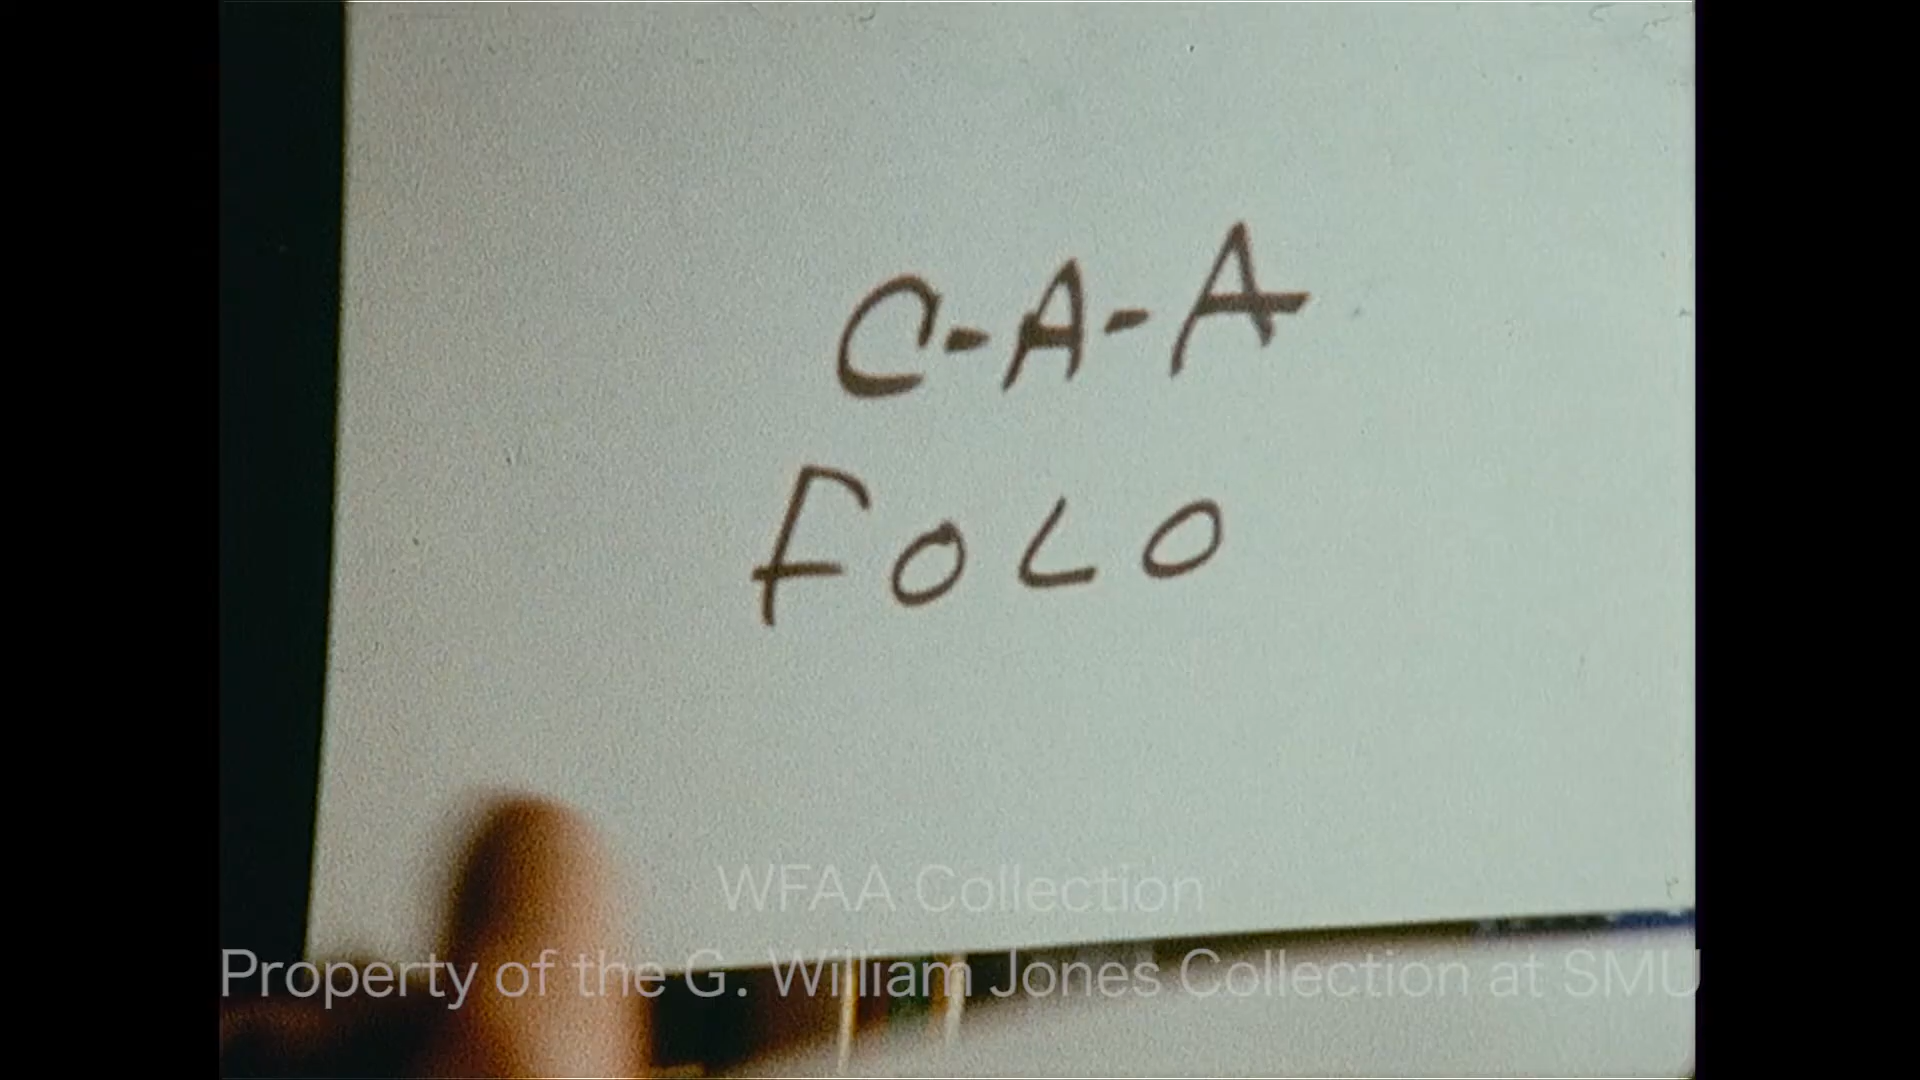 C-A-A
FOLO
WFAA Collection
Property of the G. William Jones Collection at SMU